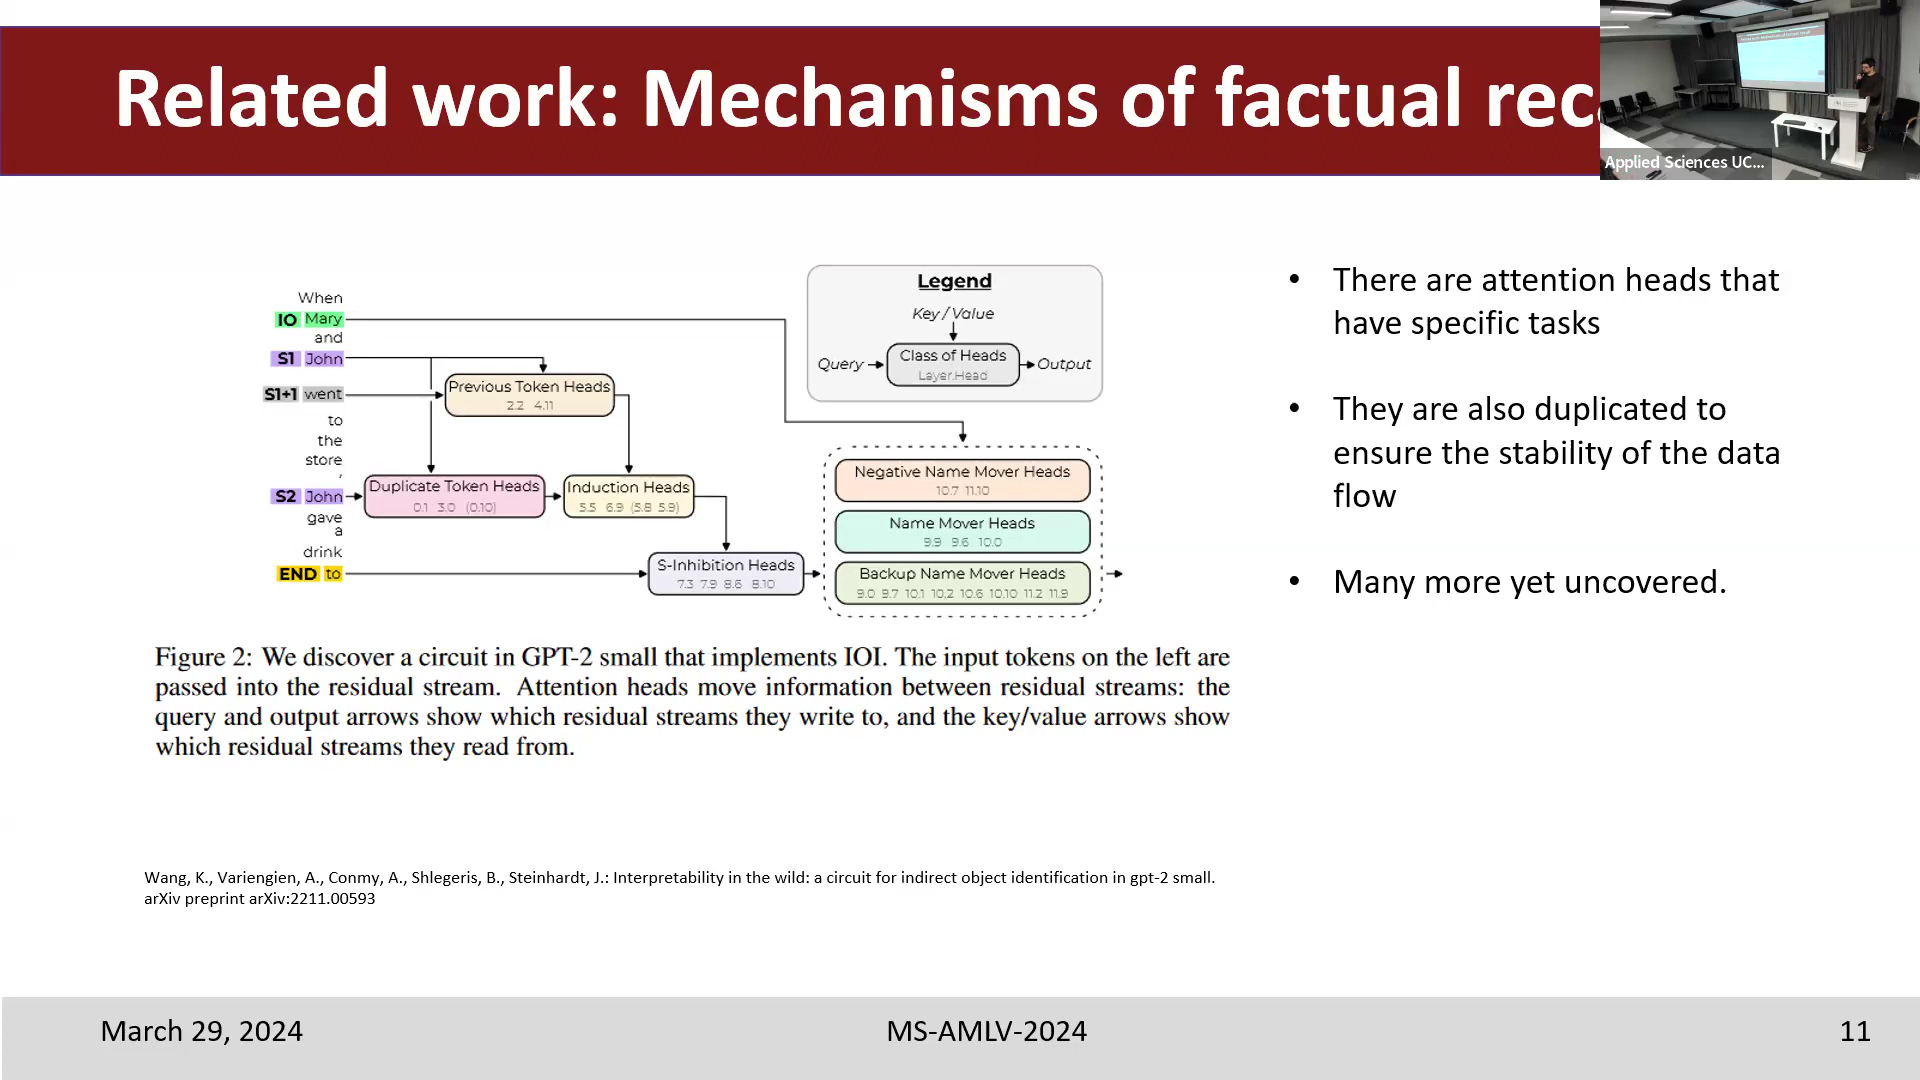 Related work: Mechanisms of factual rec
Applied Sciences UC...
When
IO Mary
and
S1 John
S1+1 went
to
the
store
,
S2 John
gave
a
drink
END to
Previous Token Heads
2.2 4.11
Duplicate Token Heads
0.1 3.0 (0.10)
Induction Heads
5.5 6.9 (5.8 5.9)
S-Inhibition Heads
7.3 7.9 8.6 8.10
Legend
Key / Value
Query
Class of Heads
Layer.Head
Output
Negative Name Mover Heads
10.7 11.10
Name Mover Heads
9.9 9.6 10.0
Backup Name Mover Heads
9.0 9.7 10.1 10.2 10.6 10.10 11.2 11.9
• There are attention heads that
have specific tasks
• They are also duplicated to
ensure the stability of the data
flow
• Many more yet uncovered.
Figure 2: We discover a circuit in GPT-2 small that implements IOI. The input tokens on the left are
passed into the residual stream. Attention heads move information between residual streams: the
query and output arrows show which residual streams they write to, and the key/value arrows show
which residual streams they read from.
Wang, K., Variengien, A., Conmy, A., Shlegeris, B., Steinhardt, J.: Interpretability in the wild: a circuit for indirect object identification in gpt-2 small.
arXiv preprint arXiv:2211.00593
March 29, 2024
MS-AMLV-2024
11